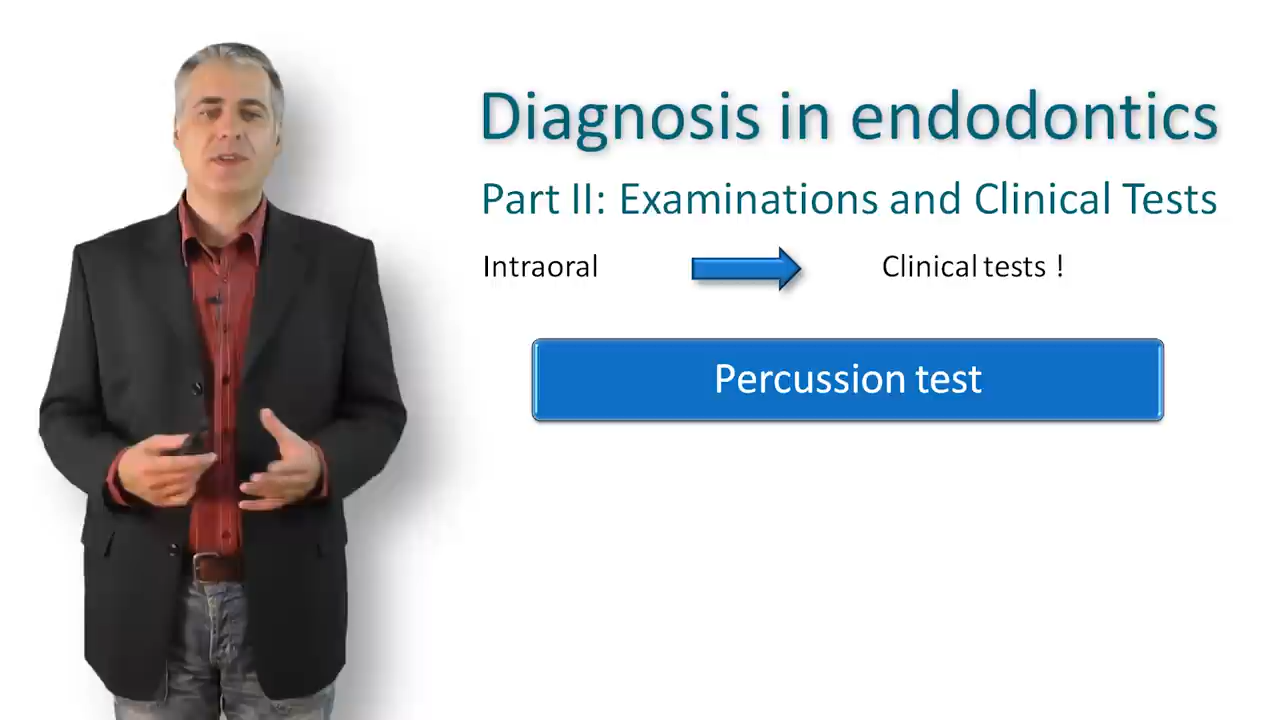 Diagnosis in endodontics
Part II: Examinations and Clinical Tests
Intraoral
Clinical tests !
Percussion test